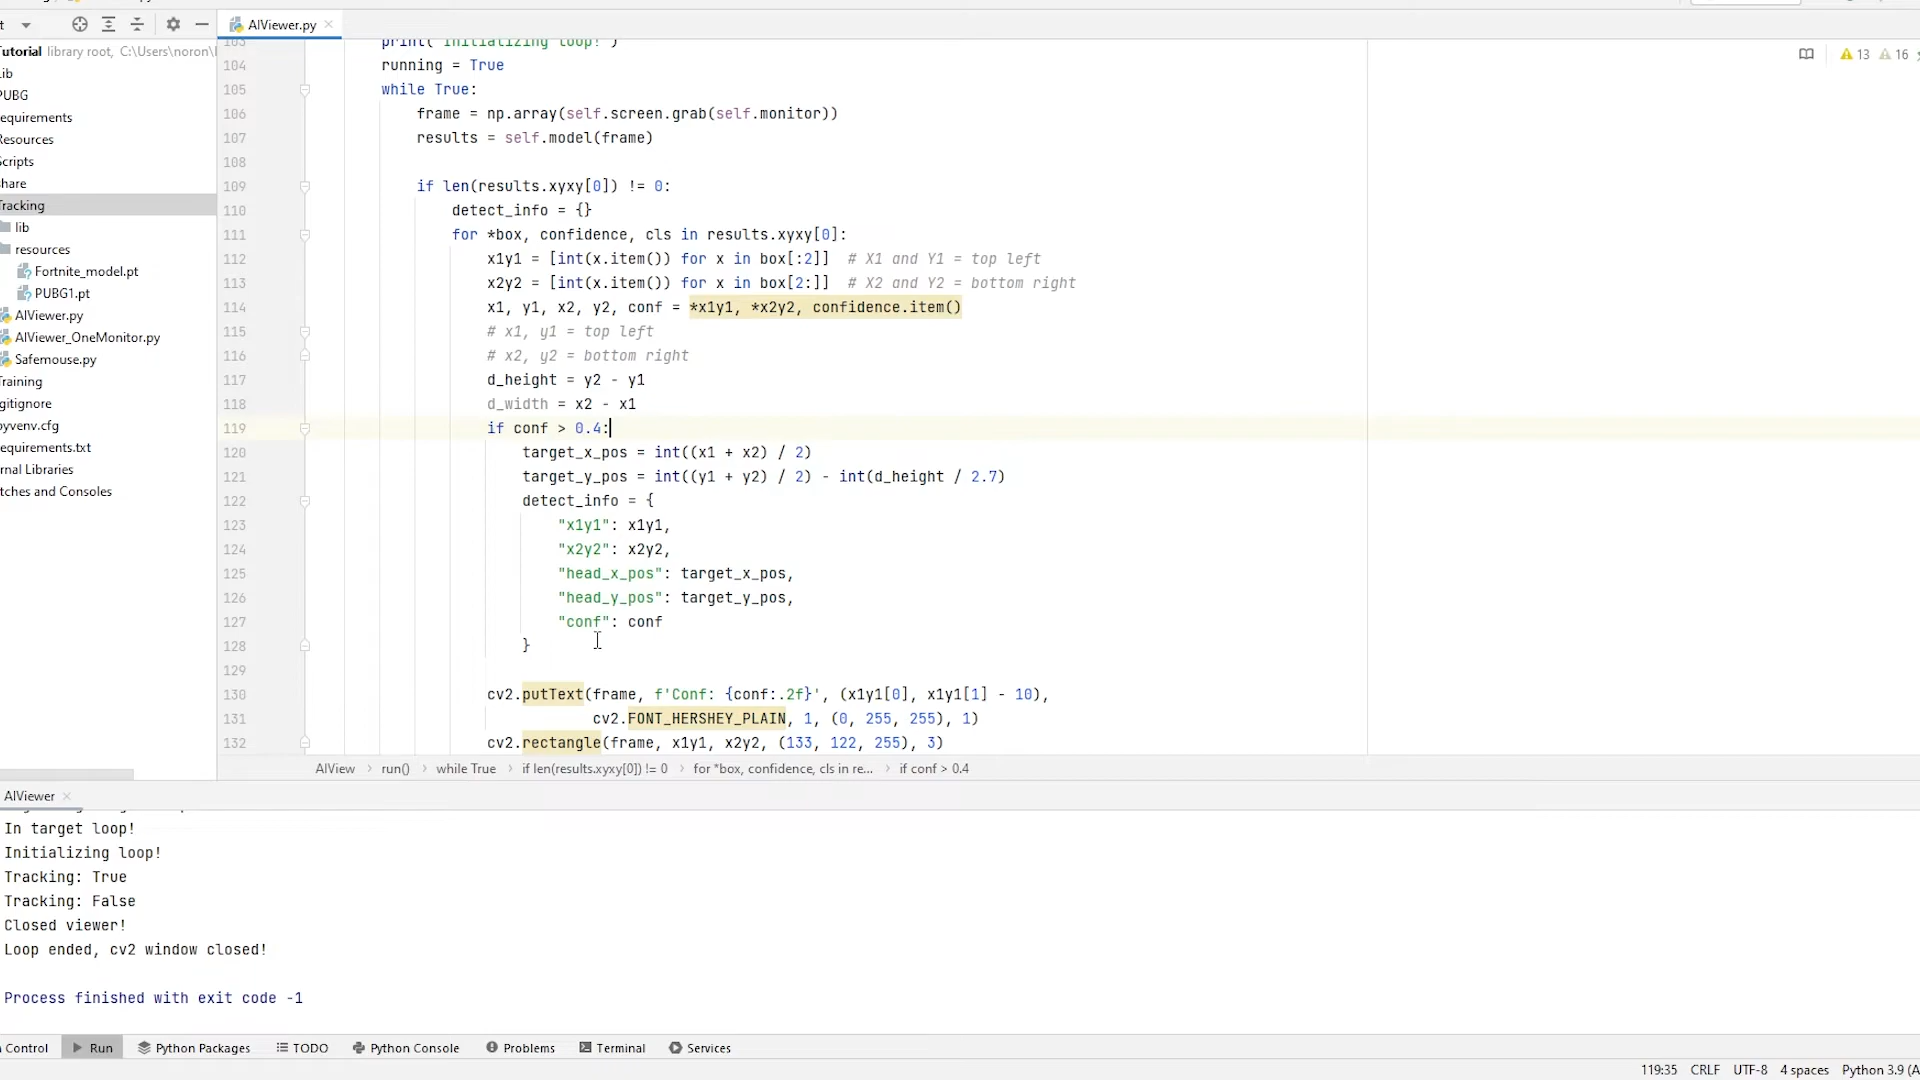 AIViewer.py
Tutorial library root, C:\Users\noron\
Lib
PUBG
equirements
Resources
Scripts
share
Tracking
lib
resources
Fortnite_model.pt
PUBG1.pt
AIViewer.py
AIViewer_OneMonitor.py
Safemouse.py
Training
gitignore
pyvenv.cfg
equirements.txt
rnal Libraries
tches and Consoles
13 16
103 print("Initializing loop!")
104 running = True
105 while True:
106 frame = np.array(self.screen.grab(self.monitor))
107 results = self.model(frame)
108
109 if len(results.xyxy[0]) != 0:
110 detect_info = {}
111 for *box, confidence, cls in results.xyxy[0]:
112 x1y1 = [int(x.item()) for x in box[:2]]  # X1 and Y1 = top left
113 x2y2 = [int(x.item()) for x in box[2:]]  # X2 and Y2 = bottom right
114 x1, y1, x2, y2, conf = *x1y1, *x2y2, confidence.item()
115 # x1, y1 = top left
116 # x2, y2 = bottom right
117 d_height = y2 - y1
118 d_width = x2 - x1
119 if conf > 0.4:
120 target_x_pos = int((x1 + x2) / 2)
121 target_y_pos = int((y1 + y2) / 2) - int(d_height / 2.7)
122 detect_info = {
123 "x1y1": x1y1,
124 "x2y2": x2y2,
125 "head_x_pos": target_x_pos,
126 "head_y_pos": target_y_pos,
127 "conf": conf
128 }
129
130 cv2.putText(frame, f'Conf: {conf:.2f}', (x1y1[0], x1y1[1] - 10),
131 cv2.FONT_HERSHEY_PLAIN, 1, (0, 255, 255), 1)
132 cv2.rectangle(frame, x1y1, x2y2, (133, 122, 255), 3)
AIView › run() › while True › if len(results.xyxy[0]) != 0 › for *box, confidence, cls in re... › if conf > 0.4
AIViewer
In target loop!
Initializing loop!
Tracking: True
Tracking: False
Closed viewer!
Loop ended, cv2 window closed!
Process finished with exit code -1
Control Run Python Packages TODO Python Console Problems Terminal Services
119:35 CRLF UTF-8 4 spaces Python 3.9 (A